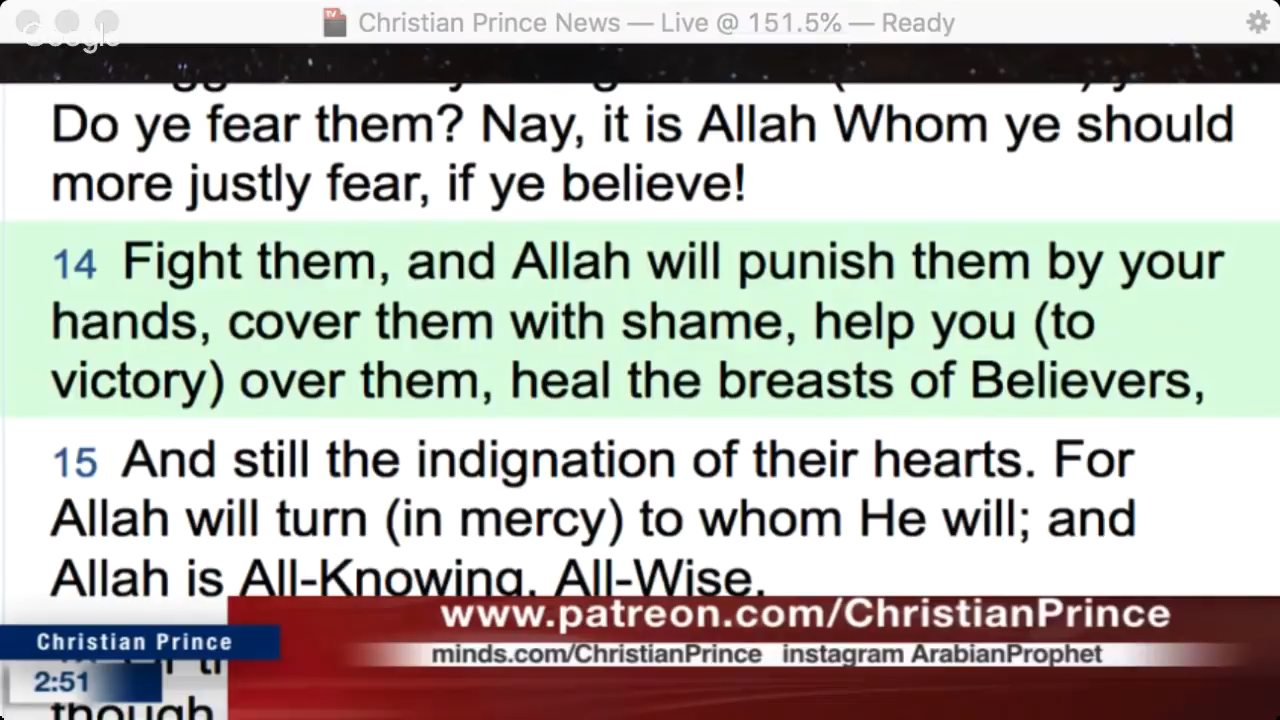 Christian Prince News — Live @ 151.5% — Ready
Google
Do ye fear them? Nay, it is Allah Whom ye should
more justly fear, if ye believe!
14 Fight them, and Allah will punish them by your
hands, cover them with shame, help you (to
victory) over them, heal the breasts of Believers,
15 And still the indignation of their hearts. For
Allah will turn (in mercy) to whom He will; and
Allah is All-Knowing, All-Wise.
www.patreon.com/ChristianPrince
Christian Prince
minds.com/ChristianPrince instagram ArabianProphet
2:51
though